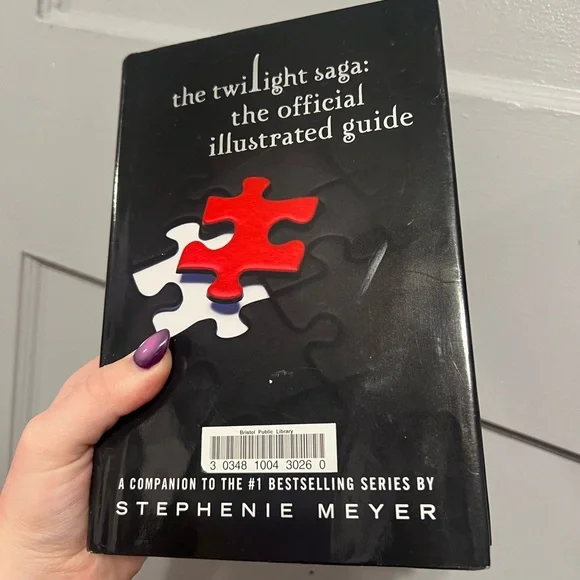 the twilight saga:
the official
illustrated guide
Bristol Public Library
3 0348 1004 3026 0
A COMPANION TO THE #1 BESTSELLING SERIES BY
STEPHENIE MEYER